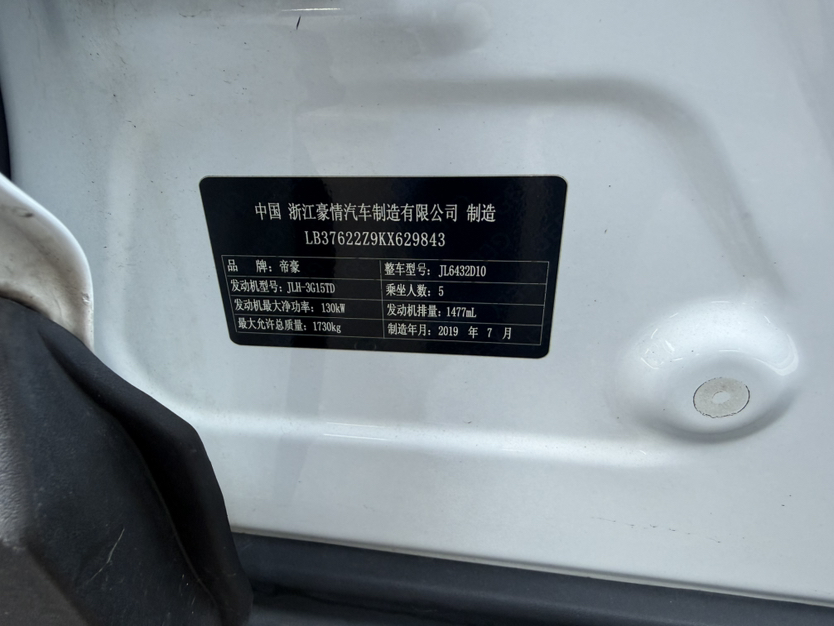 中国 浙江豪情汽车制造有限公司 制造
LB37622Z9KX629843
品 牌：帝豪
整车型号：JL6432D10
发动机型号：JLH-3G15TD
乘坐人数：5
发动机最大净功率：130kW
发动机排量：1477mL
最大允许总质量：1730kg
制造年月：2019 年 7 月